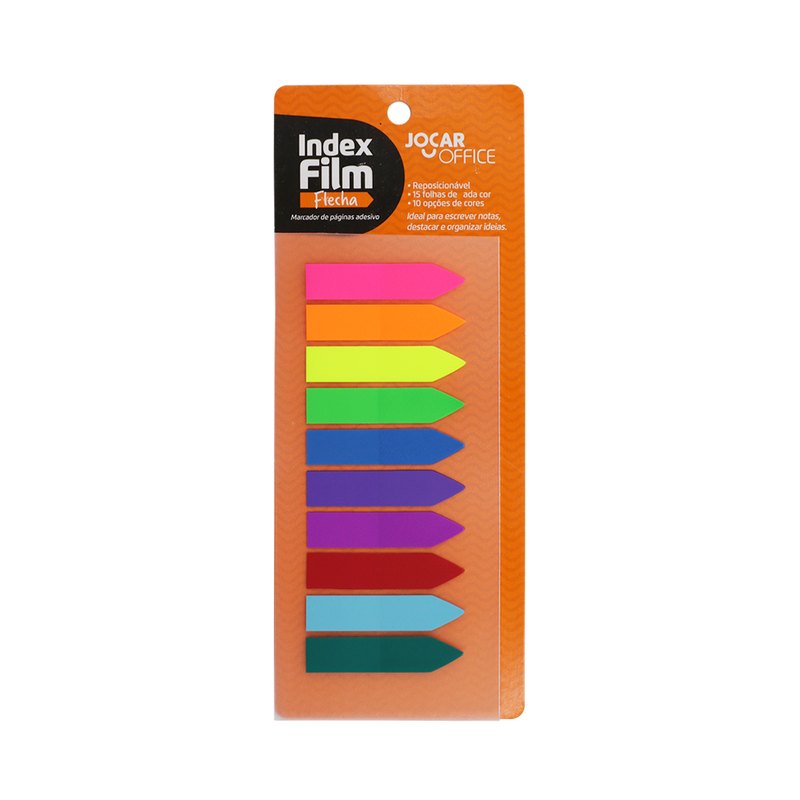 Index
Film
Flecha
Marcador de páginas adesivo
JOCAR
OFFICE
• Reposicionável
• 15 folhas de ada cor
• 10 opções de cores
Ideal para escrever notas,
destacar e organizar ideias.